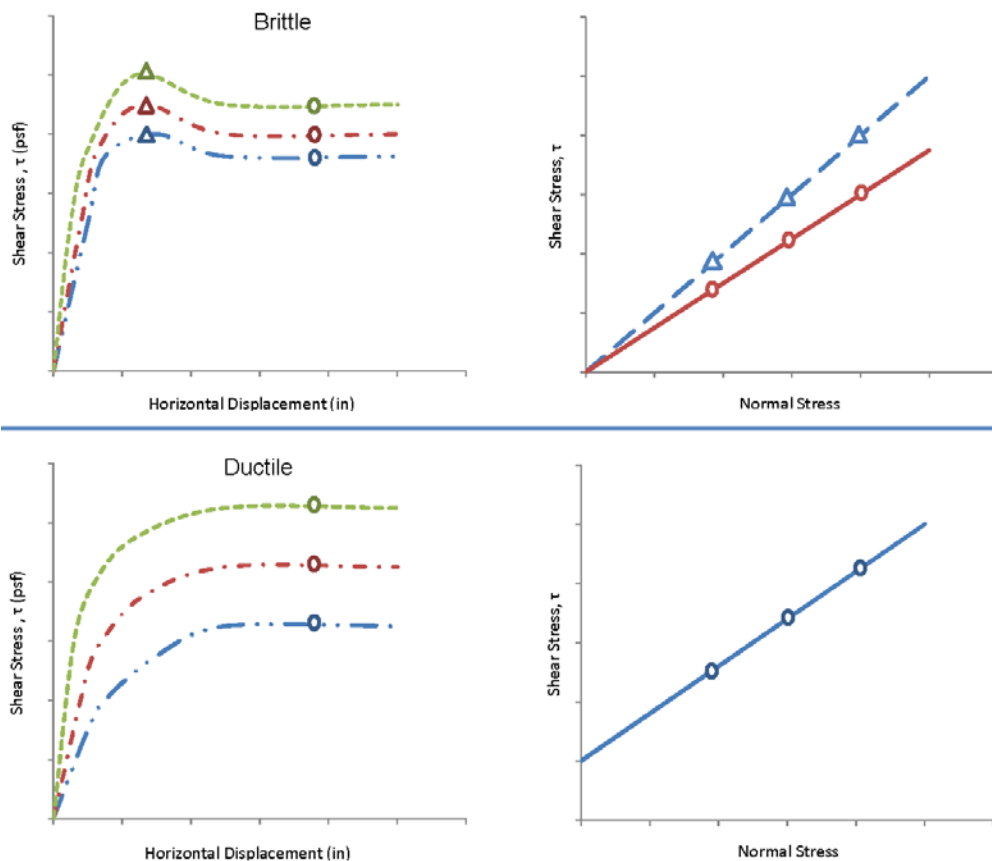 Brittle
Shear Stress , τ (psf)
Horizontal Displacement (in)
Shear Stress, τ
Normal Stress
Ductile
Shear Stress , τ (psf)
Horizontal Displacement (in)
Shear Stress, τ
Normal Stress